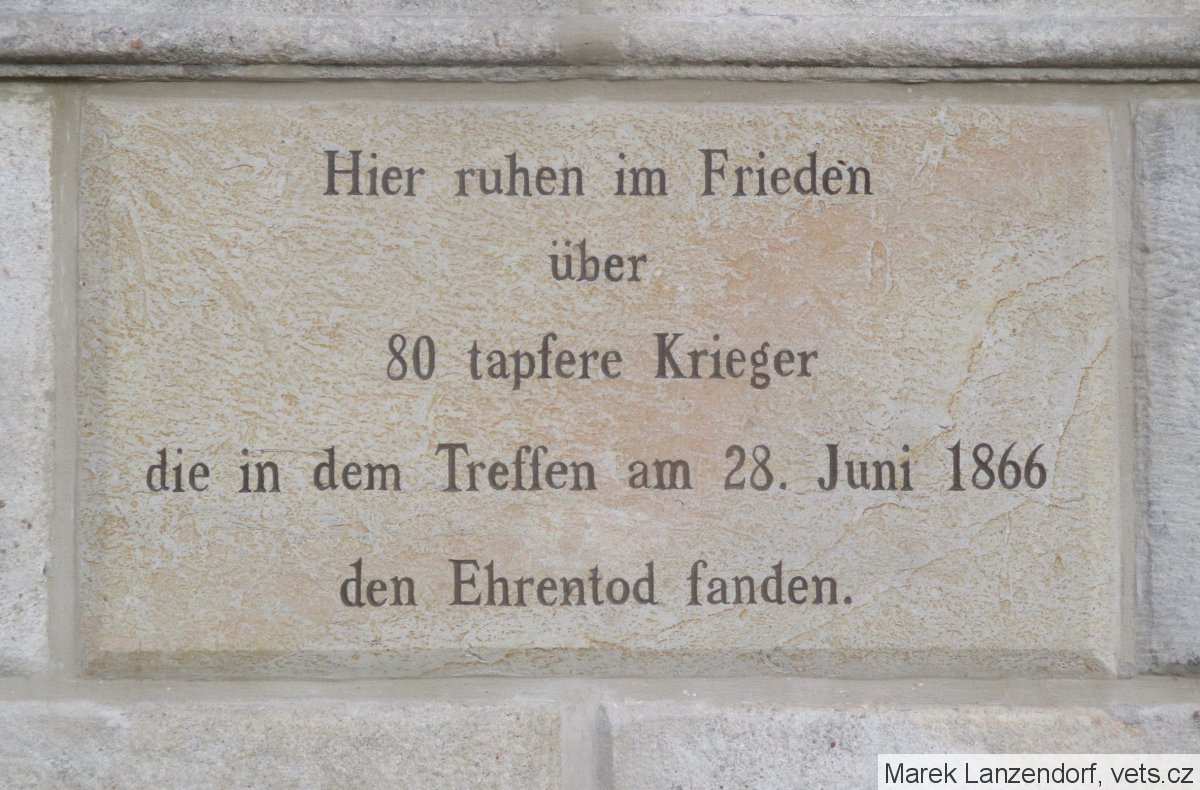 Hier ruhen im Frieden
über
80 tapfere Krieger
die in dem Treffen am 28. Juni 1866
den Ehrentod fanden.
Marek Lanzendorf, vets.cz